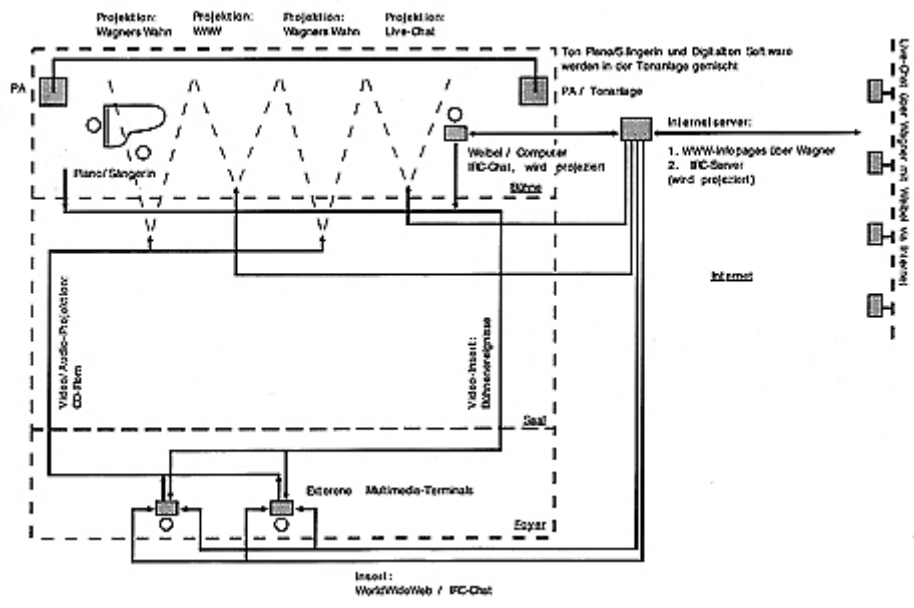 Projektion:
Wagners Wahn
Projektion:
WWW
Projektion:
Wagners Wahn
Projektion:
Live-Chat
Ton Piano/Sängerin und Digitalton Software
werden in der Tonanlage gemischt
PA
PA / Tonanlage
Internetserver:
1. WWW-Infopages über Wagner
2. IRC-Server
(wird projeziert)
Weibel / Computer
IRC-Chat, wird projeziert
Piano/Sängerin
Bühne
Live-Chat über Wagner mit Weibel via Internet
Internet
Video/Audio-Projektion:
CD-Rom
Video-Insert:
Bühnenereignisse
Saal
Externe Multimedia-Terminals
Foyer
Insert:
WorldWideWeb / IRC-Chat